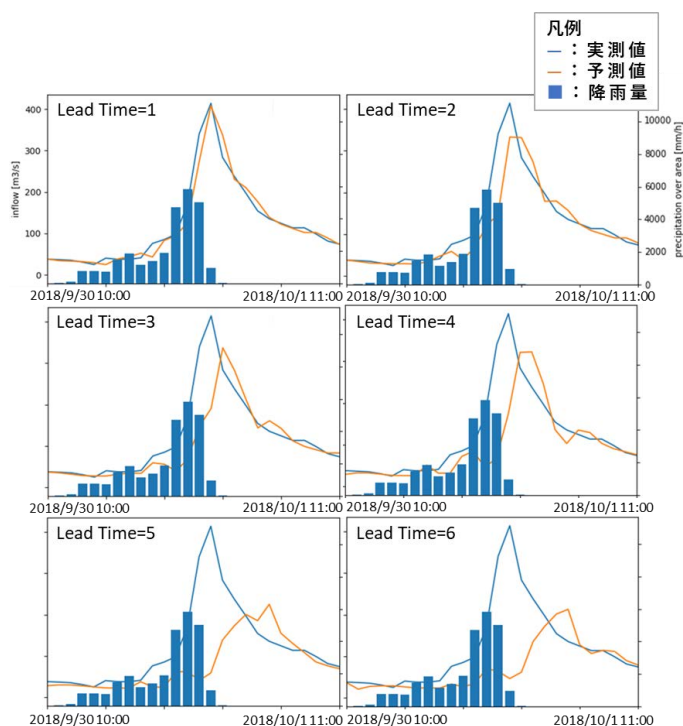 凡例
：実測値
：予測値
：降雨量
Lead Time=1
Lead Time=2
400
300
200
100
0
inflow [m3/s]
10000
8000
6000
4000
2000
0
precipitation over area [mm/h]
2018/9/30 10:00
2018/10/1 11:00
2018/9/30 10:00
2018/10/1 11:00
Lead Time=3
Lead Time=4
2018/9/30 10:00
2018/10/1 11:00
2018/9/30 10:00
2018/10/1 11:00
Lead Time=5
Lead Time=6
2018/9/30 10:00
2018/10/1 11:00
2018/9/30 10:00
2018/10/1 11:00